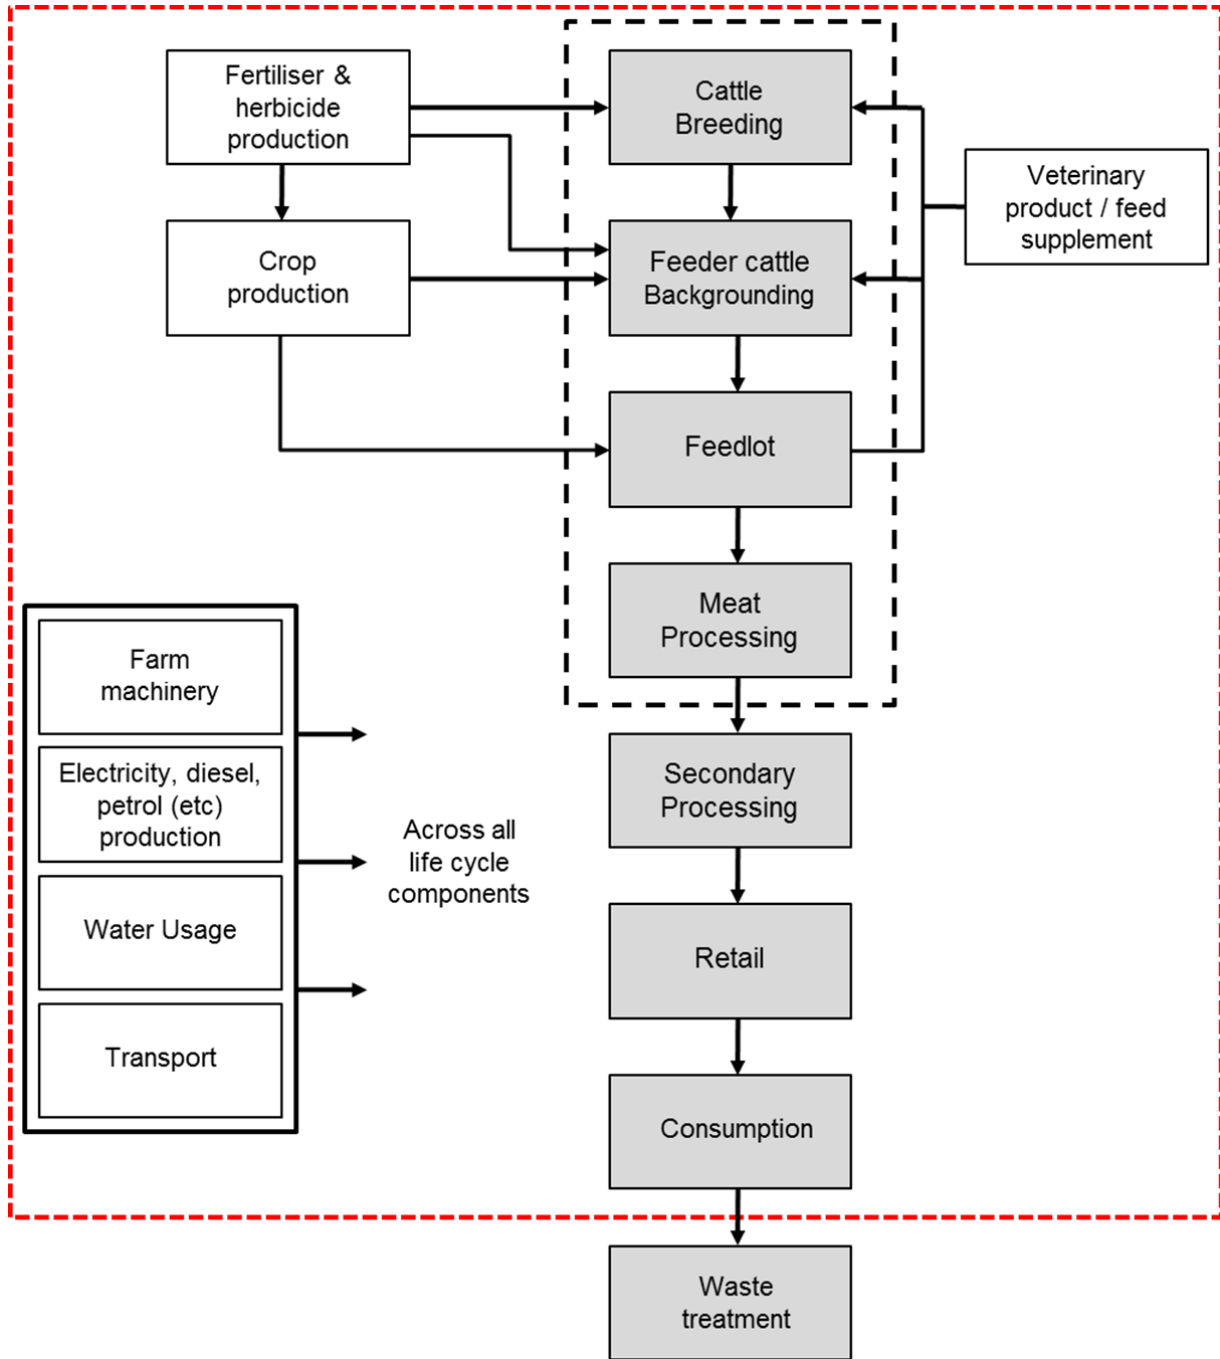 Fertiliser &
herbicide
production
Cattle
Breeding
Veterinary
product / feed
supplement
Crop
production
Feeder cattle
Backgrounding
Feedlot
Meat
Processing
Farm
machinery
Electricity, diesel,
petrol (etc)
production
Water Usage
Transport
Across all
life cycle
components
Secondary
Processing
Retail
Consumption
Waste
treatment